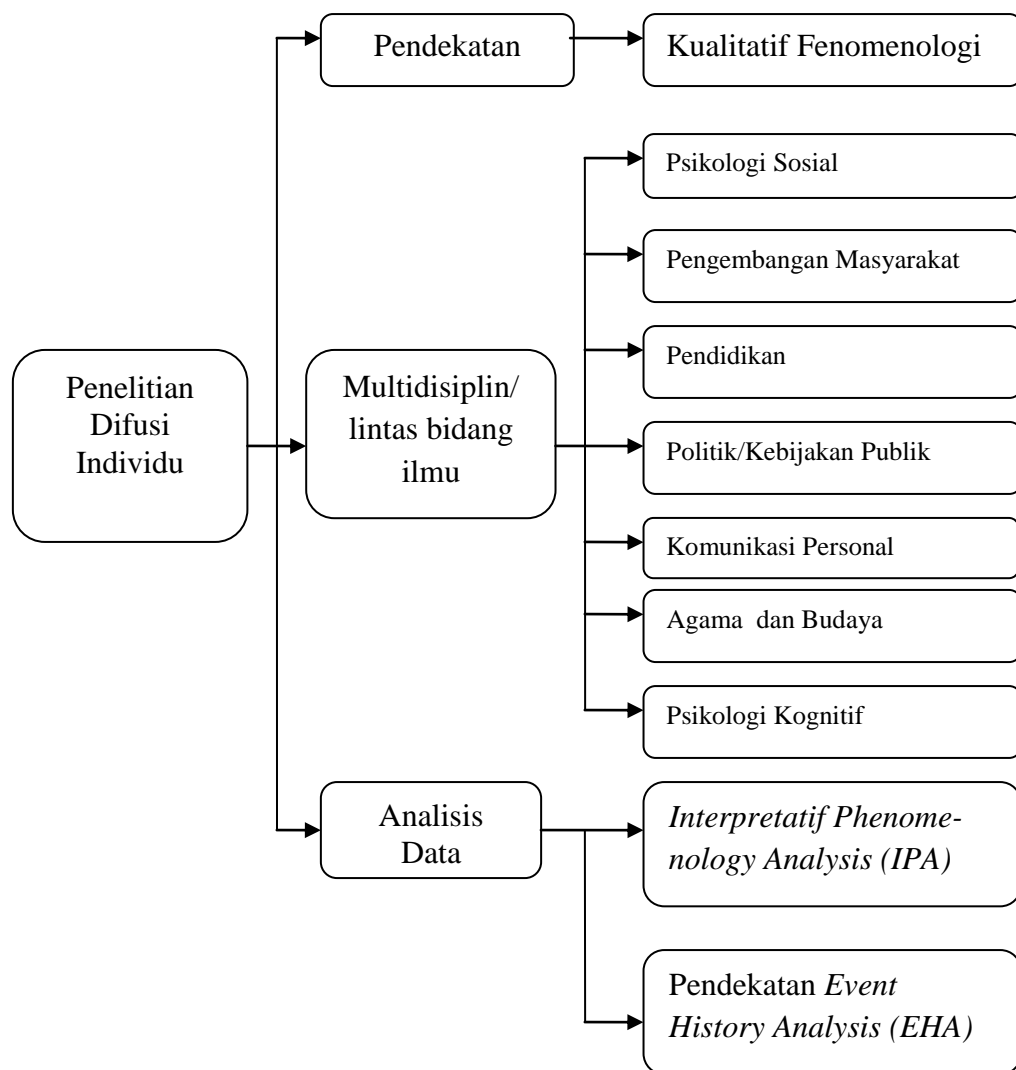 Pendekatan
Kualitatif Fenomenologi
Psikologi Sosial
Pengembangan Masyarakat
Penelitian
Difusi
Individu
Multidisiplin/
lintas bidang
ilmu
Pendidikan
Politik/Kebijakan Publik
Komunikasi Personal
Agama  dan Budaya
Psikologi Kognitif
Analisis
Data
Interpretatif Phenome-
nology Analysis (IPA)
Pendekatan Event
History Analysis (EHA)